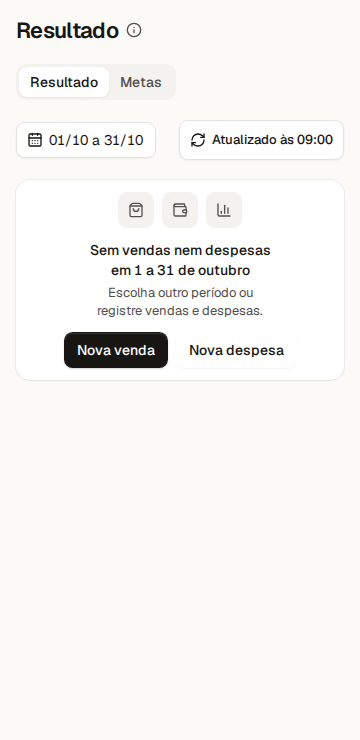 Resultado
Resultado
Metas
01/10 a 31/10
Atualizado às 09:00
Sem vendas nem despesas
em 1 a 31 de outubro
Escolha outro período ou
registre vendas e despesas.
Nova venda
Nova despesa